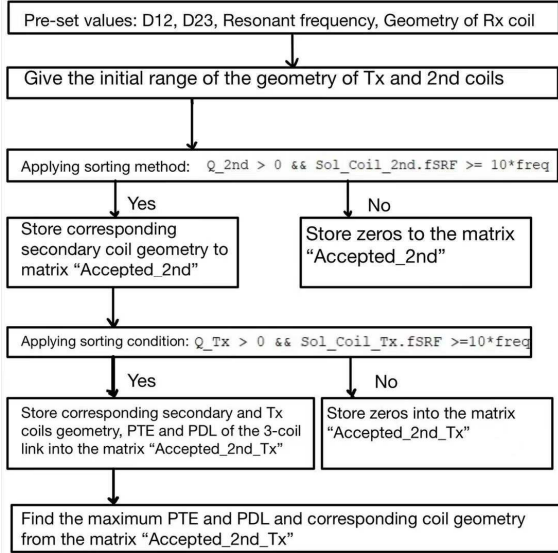 Pre-set values: D12, D23, Resonant frequency, Geometry of Rx coil
Give the initial range of the geometry of Tx and 2nd coils
Applying sorting method: Q_2nd > 0 && Sol_Coil_2nd.fSRF >= 10*freq
Yes
No
Store corresponding
secondary coil geometry to
matrix “Accepted_2nd”
Store zeros to the matrix
“Accepted_2nd”
Applying sorting condition: Q_Tx > 0 && Sol_Coil_Tx.fSRF >=10*freq
Yes
No
Store corresponding secondary and Tx
coils geometry, PTE and PDL of the 3-coil
link into the matrix “Accepted_2nd_Tx”
Store zeros into the matrix
“Accepted_2nd_Tx”
Find the maximum PTE and PDL and corresponding coil geometry
from the matrix “Accepted_2nd_Tx”